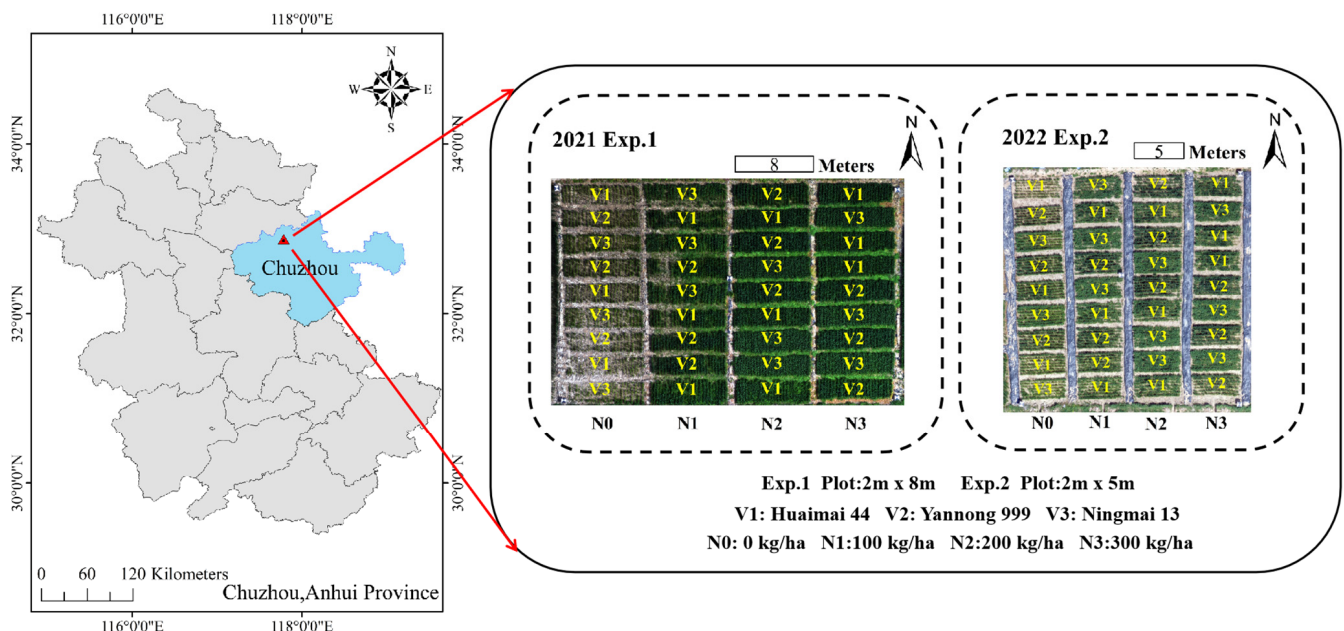 116°0'0"E 118°0'0"E
N
W E
S
34°0'0"N 34°0'0"N
32°0'0"N 32°0'0"N
30°0'0"N 30°0'0"N
Chuzhou
0 60 120 Kilometers
Chuzhou,Anhui Province
116°0'0"E 118°0'0"E
2021 Exp.1
N
8 Meters
V1 V3 V2 V1
V2 V1 V1 V3
V3 V3 V2 V1
V2 V2 V3 V1
V1 V3 V2 V2
V3 V1 V1 V3
V2 V2 V3 V2
V1 V2 V3 V3
V3 V1 V1 V2
N0 N1 N2 N3
2022 Exp.2
N
5 Meters
V1 V3 V2 V1
V2 V1 V1 V3
V3 V3 V2 V1
V2 V2 V3 V1
V1 V3 V2 V2
V3 V1 V1 V3
V2 V2 V3 V2
V1 V2 V3 V3
V3 V1 V1 V2
N0 N1 N2 N3
Exp.1 Plot:2m x 8m Exp.2 Plot:2m x 5m
V1: Huaimai 44 V2: Yannong 999 V3: Ningmai 13
N0: 0 kg/ha N1:100 kg/ha N2:200 kg/ha N3:300 kg/ha